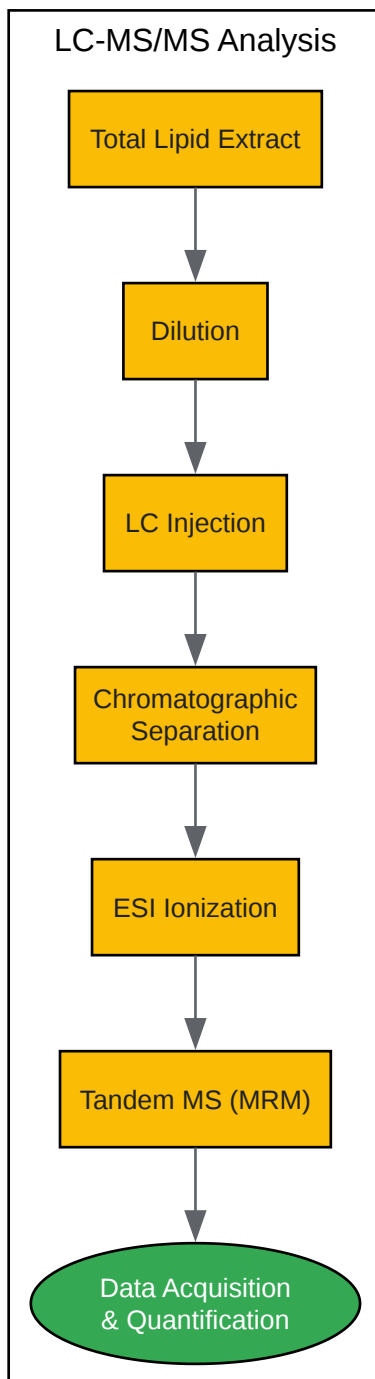 LC-MS/MS Analysis
Total Lipid Extract
Dilution
LC Injection
Chromatographic
Separation
ESI Ionization
Tandem MS (MRM)
Data Acquisition
& Quantification